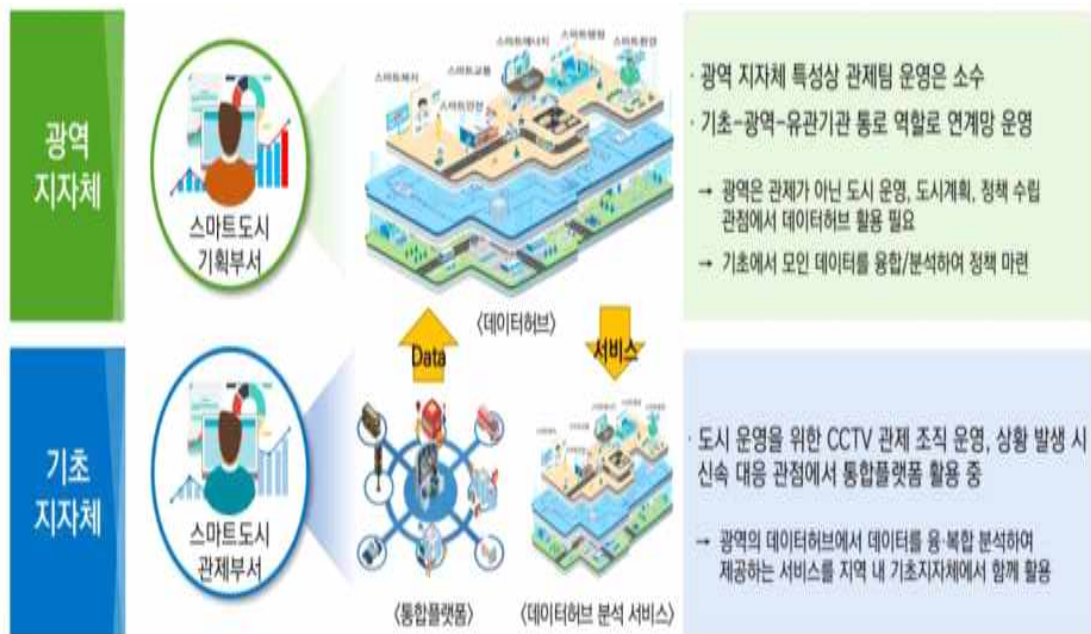 광역
지자체
스마트도시
기획부서
스마트복지
스마트안전
스마트교통
스마트에너지
스마트행정
스마트환경
〈데이터허브〉
· 광역 지자체 특성상 관제팀 운영은 소수
· 기초-광역-유관기관 통로 역할로 연계망 운영
→ 광역은 관제가 아닌 도시 운영, 도시계획, 정책 수립
관점에서 데이터허브 활용 필요
→ 기초에서 모인 데이터를 융합/분석하여 정책 마련
Data
서비스
기초
지자체
스마트도시
관제부서
〈통합플랫폼〉
〈데이터허브 분석 서비스〉
· 도시 운영을 위한 CCTV 관제 조직 운영, 상황 발생 시
신속 대응 관점에서 통합플랫폼 활용 중
→ 광역의 데이터허브에서 데이터를 융·복합 분석하여
제공하는 서비스를 지역 내 기초지자체에서 함께 활용